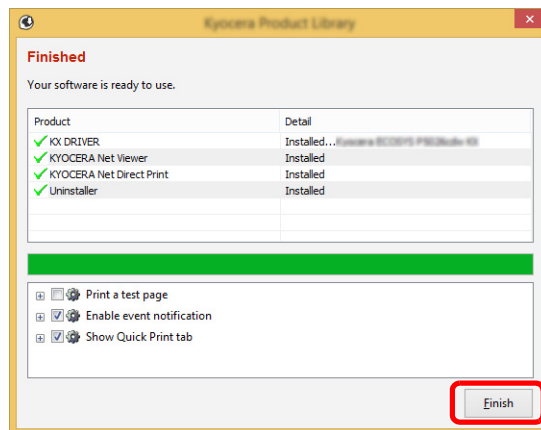 Kyocera Product Library
Finished
Your software is ready to use.
Product Detail
KX DRIVER Installed...
KYOCERA Net Viewer Installed
KYOCERA Net Direct Print Installed
Uninstaller Installed
Print a test page
Enable event notification
Show Quick Print tab
Finish